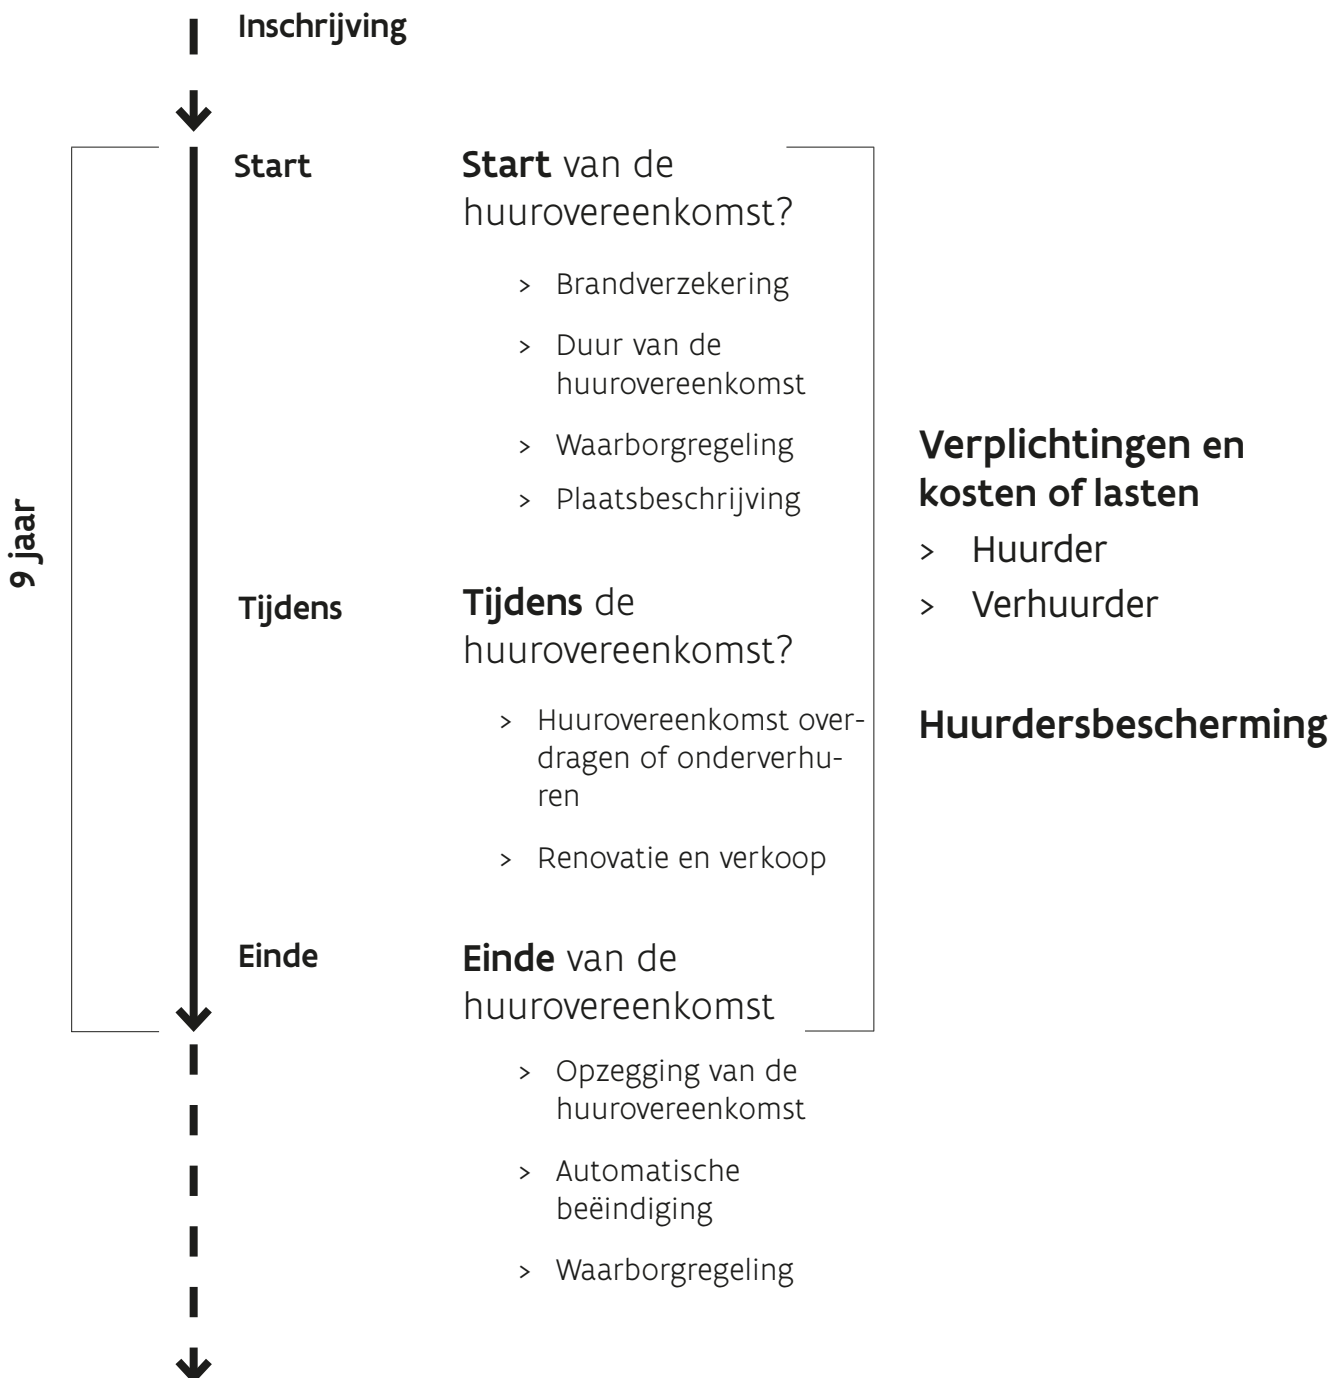 Inschrijving
9 jaar
Start
Start van de
huurovereenkomst?
> Brandverzekering
> Duur van de
huurovereenkomst
> Waarborgregeling
> Plaatsbeschrijving
Tijdens
Tijdens de
huurovereenkomst?
> Huurovereenkomst over-
dragen of onderverhu-
ren
> Renovatie en verkoop
Einde
Einde van de
huurovereenkomst
> Opzegging van de
huurovereenkomst
> Automatische
beëindiging
> Waarborgregeling
Verplichtingen en
kosten of lasten
> Huurder
> Verhuurder
Huurdersbescherming